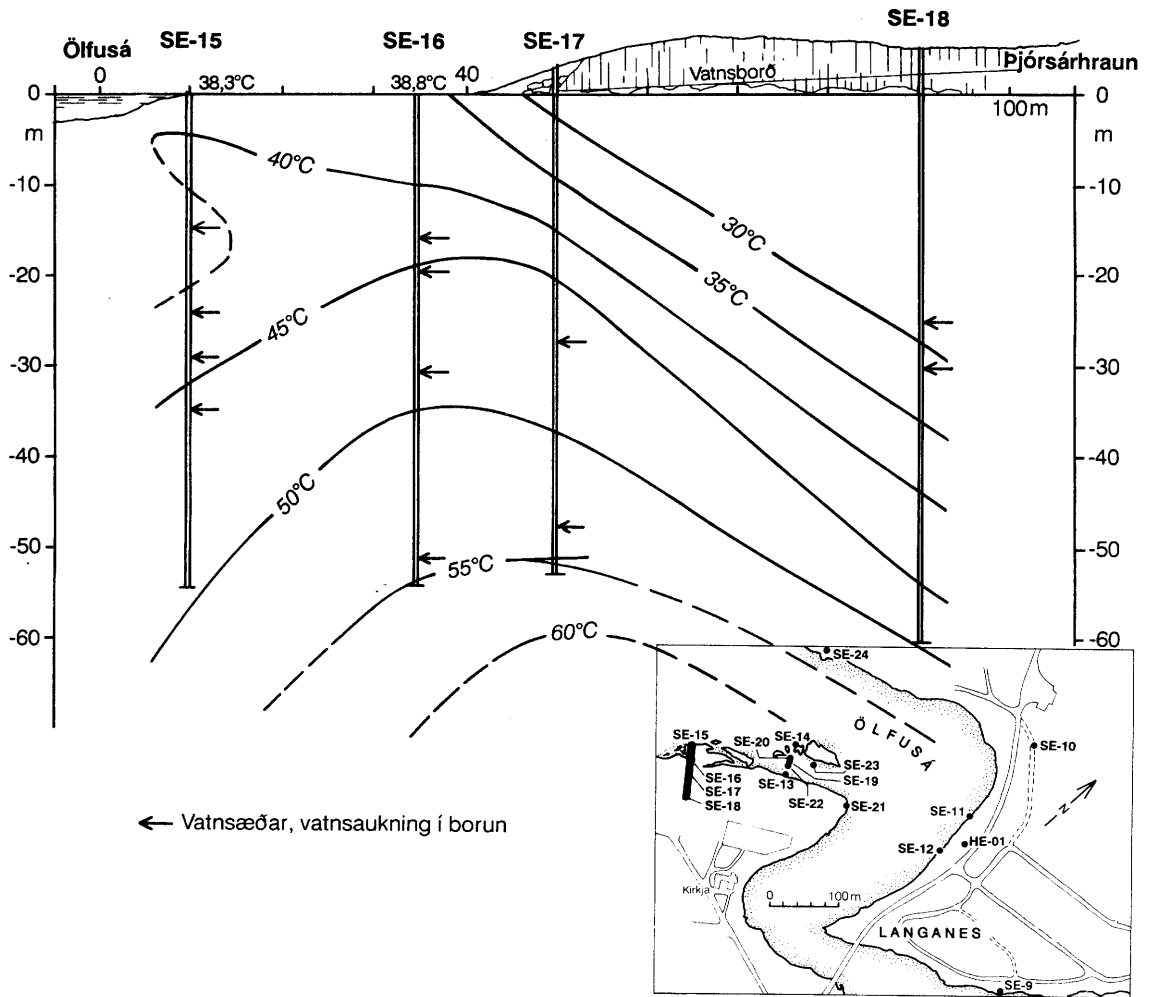 Ölfusá SE-15 SE-16 SE-17 SE-18
0 38,3°C 38,8°C 40 Vatnsborð Þjórsárhraun
0 100m 0
m m
40°C
-10 -10
30°C
-20 35°C -20
45°C
-30 -30
-40 -40
50°C
-50 -50
55°C
-60 60°C -60
SE-24
ÖLFUSÁ
SE-15 SE-20 SE-14 SE-10
SE-16 SE-23
SE-17 SE-13 SE-19
SE-18 SE-22 SE-21 SE-11
N
SE-12 HE-01
Kirkja 0 100m
LANGANES
SE-9
← Vatnsæðar, vatnsaukning í borun